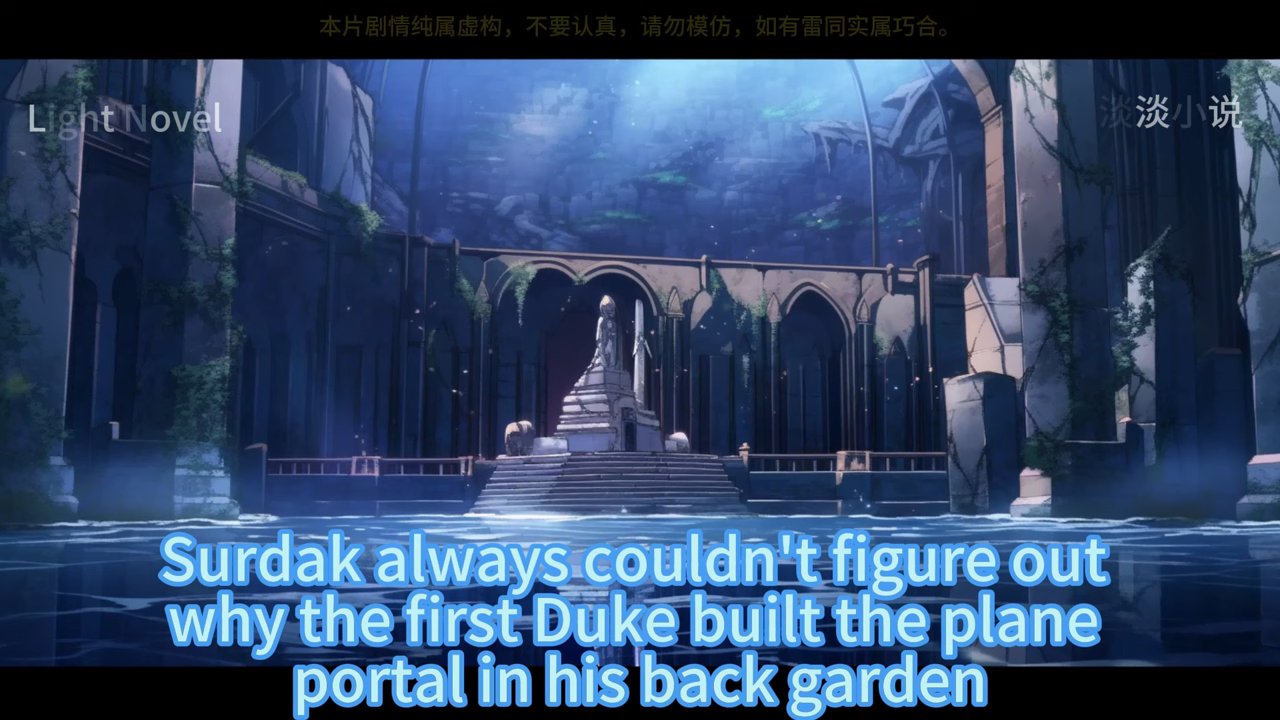 本片剧情纯属虚构，不要认真，请勿模仿，如有雷同实属巧合。
Light Novel
淡淡小说
Surdak always couldn't figure out
why the first Duke built the plane
portal in his back garden